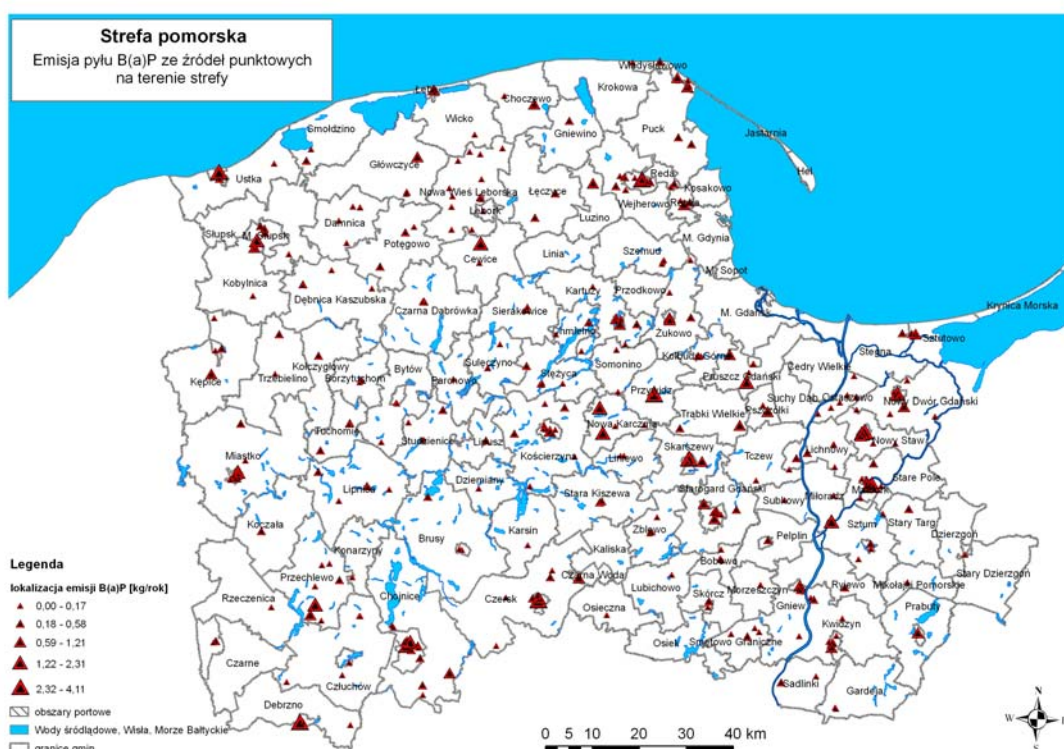 Strefa pomorska
Emisja pyłu B(a)P ze źródeł punktowych
na terenie strefy
Władysławowo
Łeba
Choczewo
Krokowa
Wicko
Smołdzino
Gniewino
Puck
Jastarnia
Główczyce
Hel
Ustka
Nowa Wieś Lęborska
Łęczyce
Reda
Kosakowo
Wejherowo
Rumia
Lębork
Damnica
Luzino
Słupsk
M. Słupsk
Potęgowo
M. Gdynia
Cewice
Linia
Szemud
M. Sopot
Kobylnica
Dębnica Kaszubska
Kartuzy
Przodkowo
Czarna Dąbrówka
Sierakowice
Krynica Morska
M. Gdańsk
Chmielno
Żukowo
Sztutowo
Stegna
Kołczygłowy
Sulęczyno
Somonino
Kolbudy Górne
Cedry Wielkie
Kępice
Trzebielino
Borzytuchom
Bytów
Parchowo
Stężyca
Pruszcz Gdański
Przywidz
Suchy Dąb
Ostaszewo
Nowy Dwór Gdański
Trąbki Wielkie
Pszczółki
Tuchomie
Studzienice
Lipusz
Nowa Karczma
Lichnowy
Nowy Staw
Miastko
Kościerzyna
Liniewo
Skarszewy
Tczew
Dziemiany
Stare Pole
Lipnica
Stara Kiszewa
Starogard Gdański
Subkowy
Miłoradz
Malbork
Koczała
Karsin
Sztum
Stary Targ
Brusy
Zblewo
Pelplin
Dzierzgoń
Konarzyny
Kaliska
Bobowo
Stary Dzierzgoń
Przechlewo
Czarna Woda
Lubichowo
Ryjewo
Mikołajki Pomorskie
Rzeczenica
Chojnice
Morzeszczyn
Czersk
Skórcz
Gniew
Prabuty
Osieczna
Kwidzyn
Osiek
Smętowo Graniczne
Czarne
Człuchów
Sadlinki
Gardeja
Debrzno
Legenda
lokalizacja emisji B(a)P [kg/rok]
0,00 - 0,17
0,18 - 0,58
0,59 - 1,21
1,22 - 2,31
2,32 - 4,11
obszary portowe
Wody śródlądowe, Wisła, Morze Bałtyckie
granice gmin
0 5 10 20 30 40 km
N
W
E
S